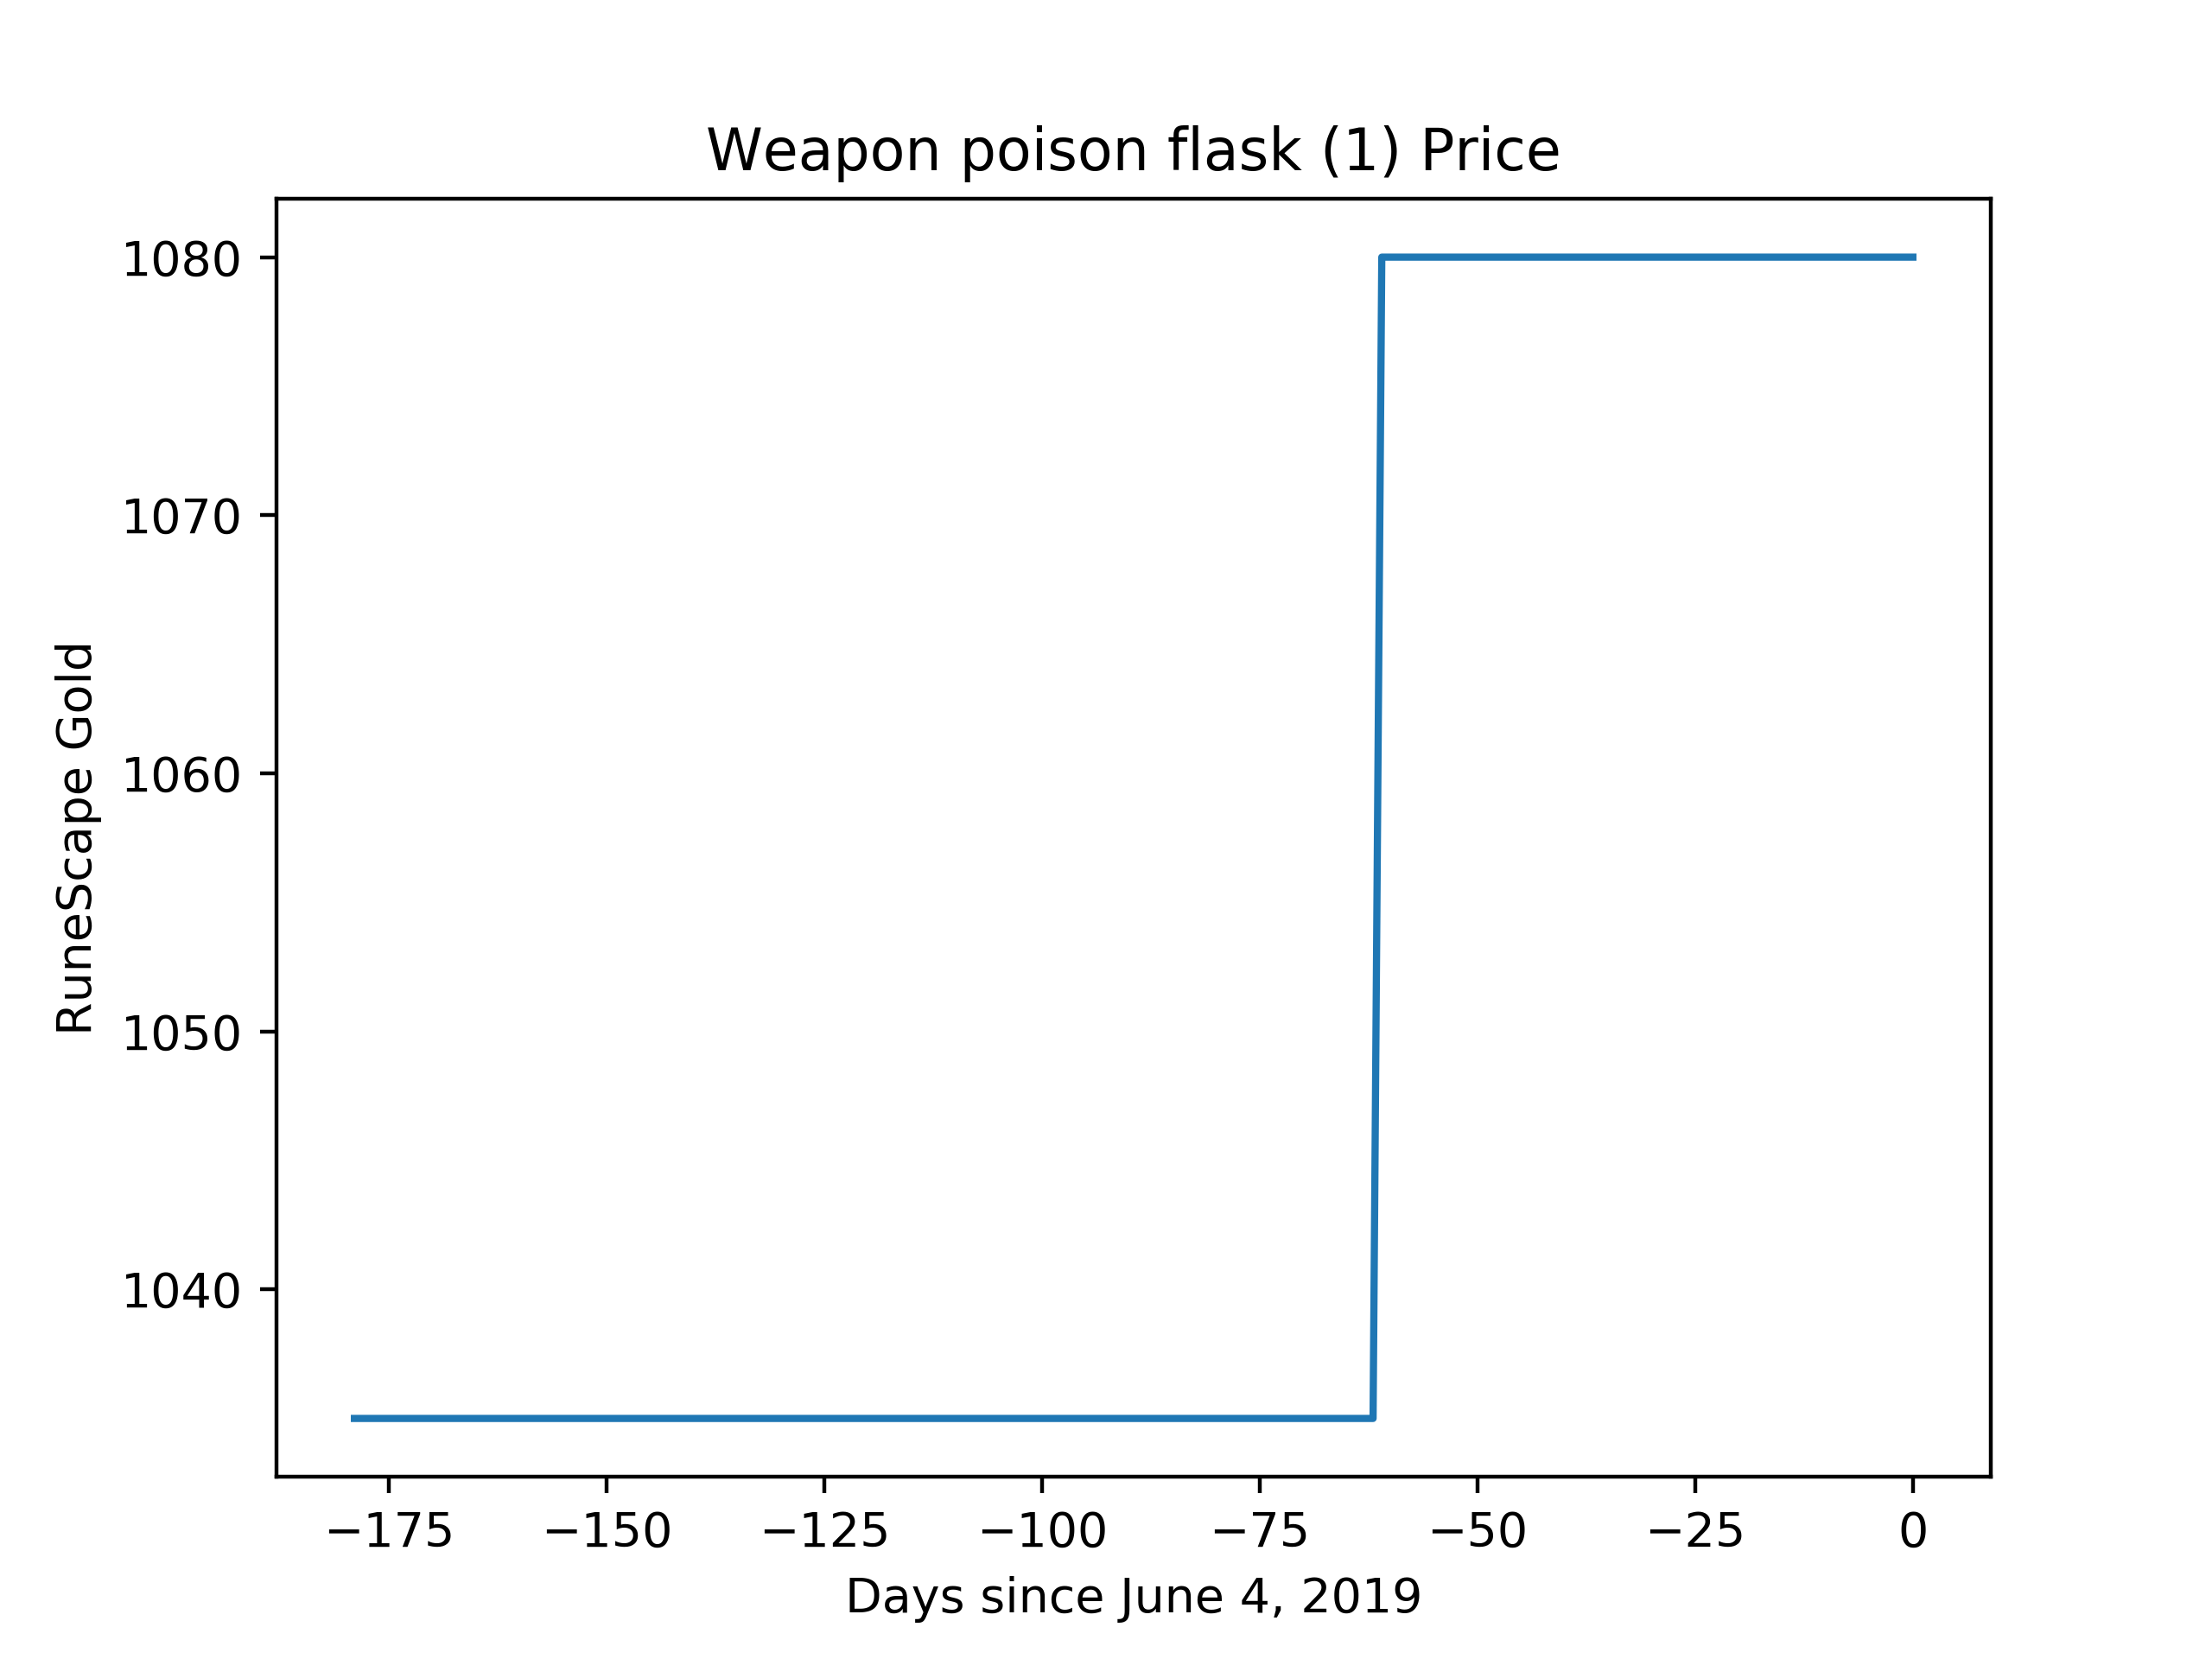 Weapon poison flask (1) Price
RuneScape Gold
1080
1070
1060
1050
1040
−175 −150 −125 −100 −75 −50 −25 0
Days since June 4, 2019